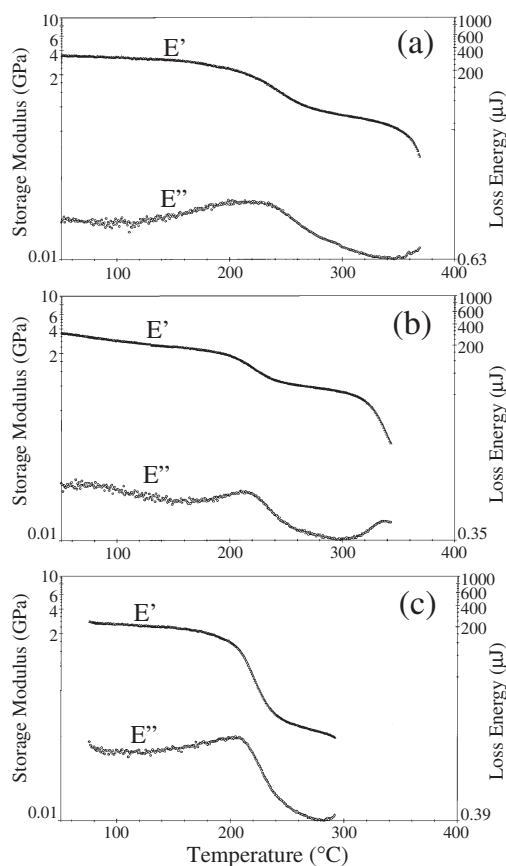 10
4
2
0.01
Storage Modulus (GPa)
E’
E”
(a)
1000
600
400
200
0.63
Loss Energy (μJ)
100
200
300
400
10
6
4
2
0.01
Storage Modulus (GPa)
E’
E”
(b)
1000
600
400
200
0.35
Loss Energy (μJ)
100
200
300
400
10
6
4
2
0.01
Storage Modulus (GPa)
E’
E”
(c)
1000
600
400
200
0.39
Loss Energy (μJ)
100
200
300
400
Temperature (°C)